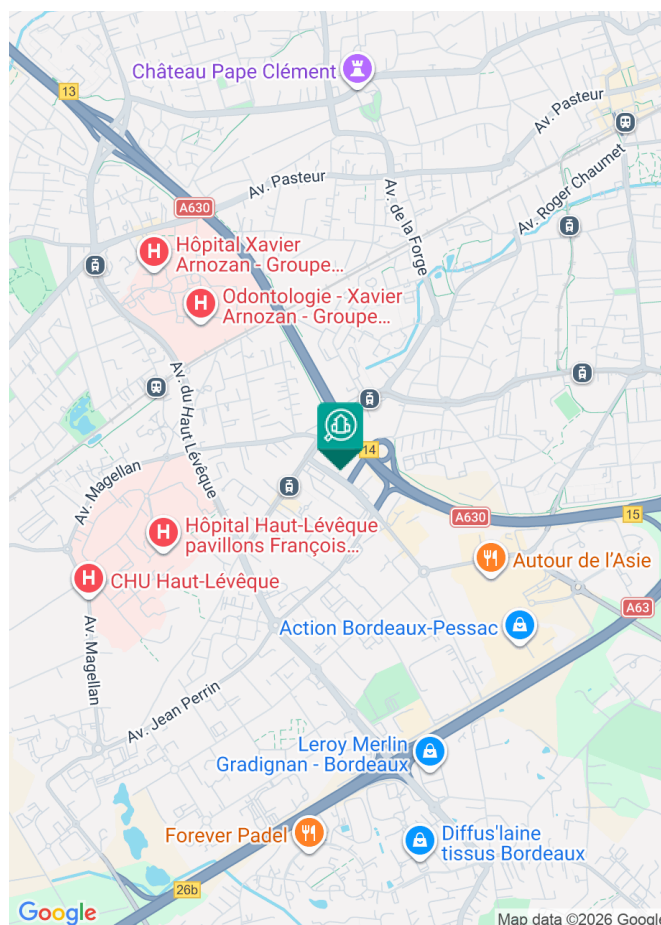 Château Pape Clément
13
Av. Pasteur
Av. Pasteur
Av. Roger Chaumet
Av. de la Forge
A630
Hôpital Xavier
Arnozan - Groupe...
H
Odontologie - Xavier
Arnozan - Groupe...
H
Av. du Haut Lévêque
14
Av. Magellan
A630
15
Hôpital Haut-Lévêque
pavillons François...
H
Autour de l'Asie
CHU Haut-Lévêque
H
A63
Action Bordeaux-Pessac
Av. Magellan
Av. Jean Perrin
Leroy Merlin
Gradignan - Bordeaux
Forever Padel
Diffus'laine
tissus Bordeaux
26b
Google
Map data ©2026 Google